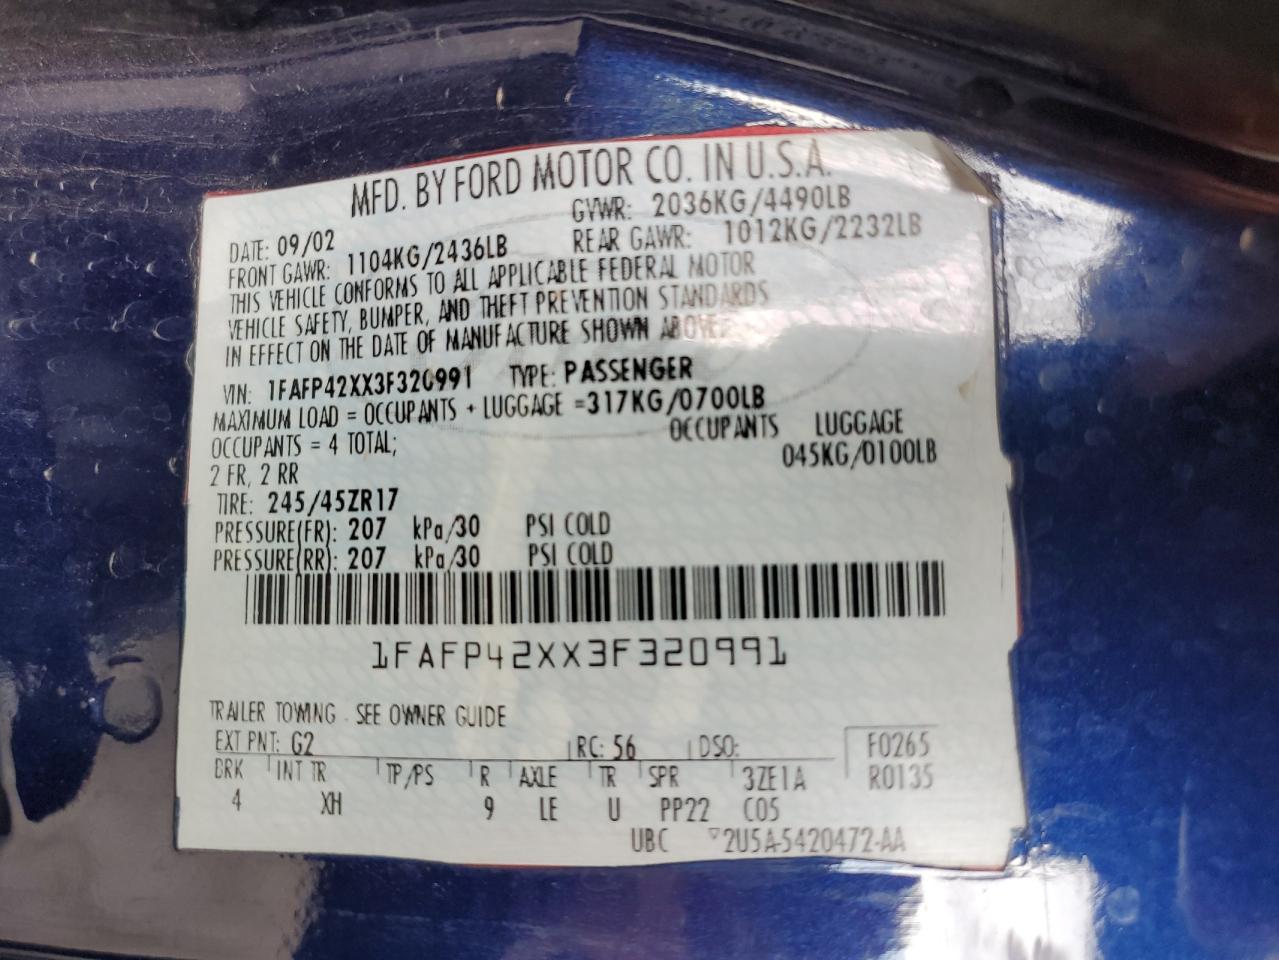 MFD. BY FORD MOTOR CO. IN U.S.A.
DATE: 09/02 GVWR: 2036KG/4490LB
FRONT GAWR: 1104KG/2436LB REAR GAWR: 1012KG/2232LB
THIS VEHICLE CONFORMS TO ALL APPLICABLE FEDERAL MOTOR
VEHICLE SAFETY, BUMPER, AND THEFT PREVENTION STANDARDS
IN EFFECT ON THE DATE OF MANUFACTURE SHOWN ABOVE.
VIN: 1FAFP42XX3F320991 TYPE: PASSENGER
MAXIMUM LOAD = OCCUPANTS + LUGGAGE =317KG/0700LB
OCCUPANTS = 4 TOTAL; OCCUPANTS LUGGAGE
2 FR, 2 RR 045KG/0100LB
TIRE: 245/45ZR17
PRESSURE(FR): 207 kPa/30 PSI COLD
PRESSURE(RR): 207 kPa/30 PSI COLD
1FAFP42XX3F320991
TRAILER TOWING - SEE OWNER GUIDE
EXT PNT: G2 RC: 56 DSO: F0265
BRK INT TR TP/PS R AXLE TR SPR 3ZE1A R0135
4 XH 9 LE U PP22 C05
UBC ▽2U5A-5420472-AA